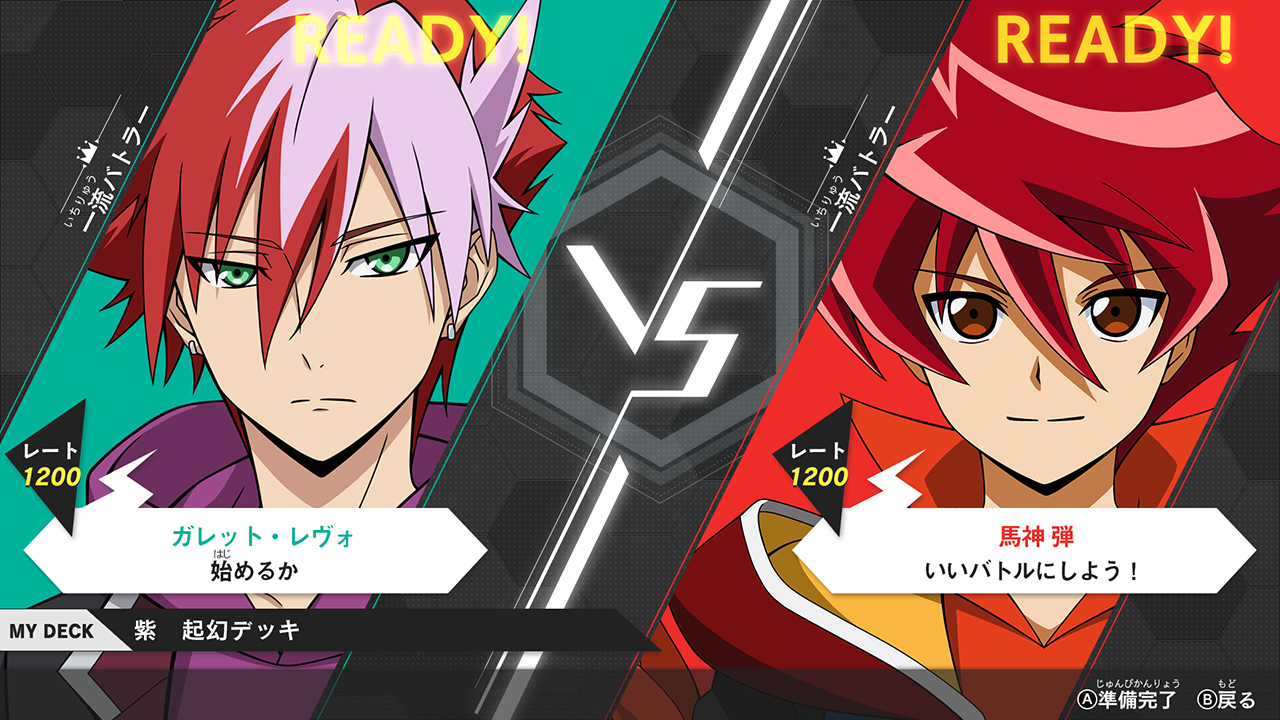 READY!
READY!
いちりゅう
一流バトラー
いちりゅう
一流バトラー
VS
レート
1200
レート
1200
ガレット・レヴォ
はじ
始めるか
馬神 弾
いいバトルにしよう！
MY DECK
紫　起幻デッキ
じゅんびかんりょう
Ⓐ準備完了
もど
Ⓑ戻る